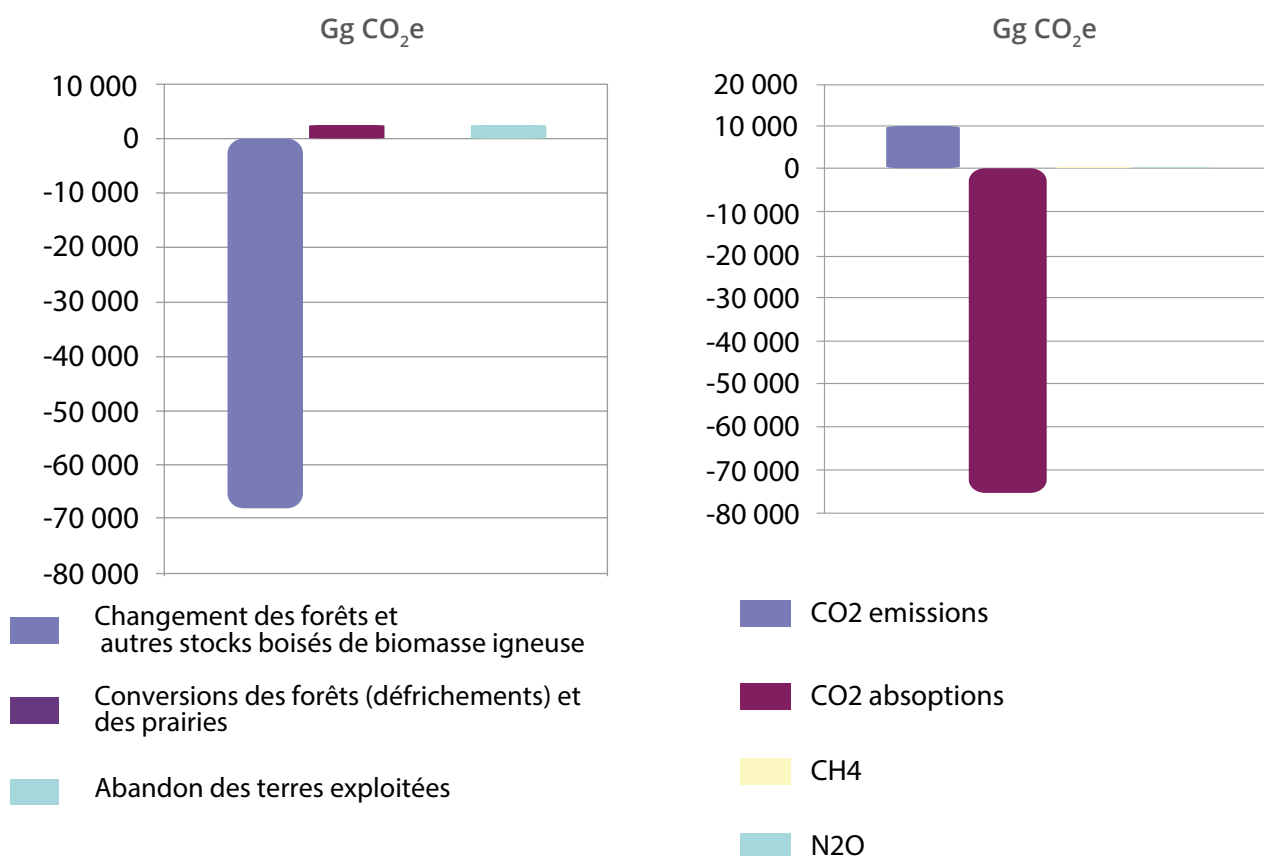 Gg CO2e
10 000
0
-10 000
-20 000
-30 000
-40 000
-50 000
-60 000
-70 000
-80 000
Changement des forêts et
autres stocks boisés de biomasse igneuse
Conversions des forêts (défrichements) et
des prairies
Abandon des terres exploitées
Gg CO2e
20 000
10 000
0
-10 000
-20 000
-30 000
-40 000
-50 000
-60 000
-70 000
-80 000
CO2 emissions
CO2 absoptions
CH4
N2O